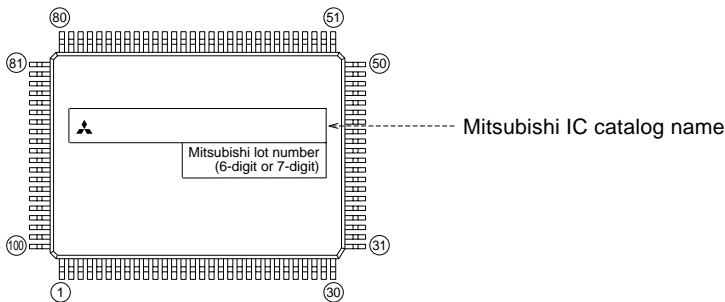 80 51
81 50
Mitsubishi IC catalog name
Mitsubishi lot number
(6-digit or 7-digit)
100 31
1 30